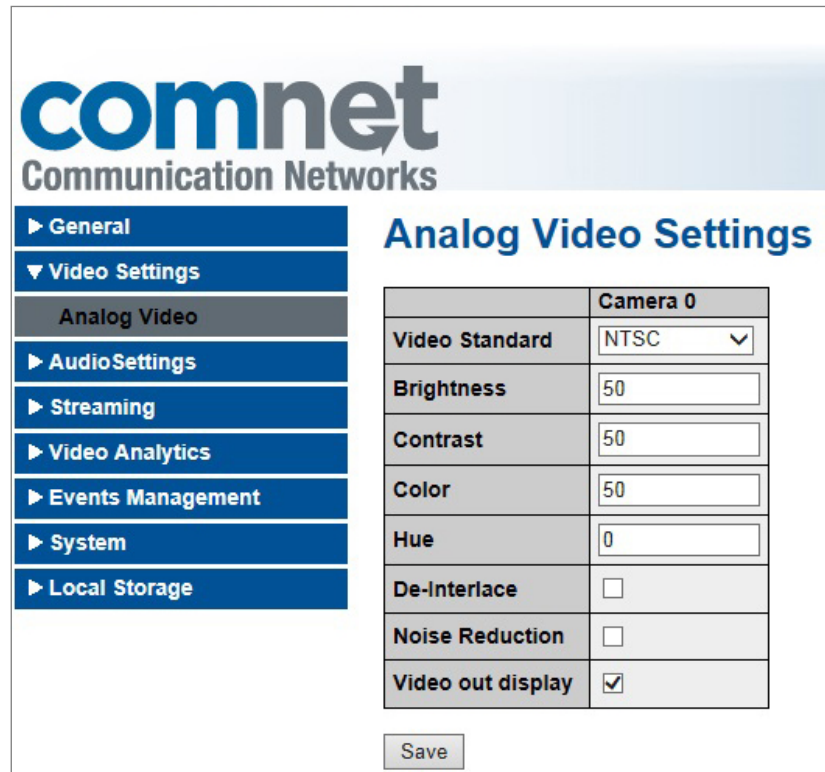 comnet
Communication Networks
General
Video Settings
Analog Video
AudioSettings
Streaming
Video Analytics
Events Management
System
Local Storage
Analog Video Settings
Camera 0
Video Standard NTSC
Brightness 50
Contrast 50
Color 50
Hue 0
De-Interlace
Noise Reduction
Video out display
Save